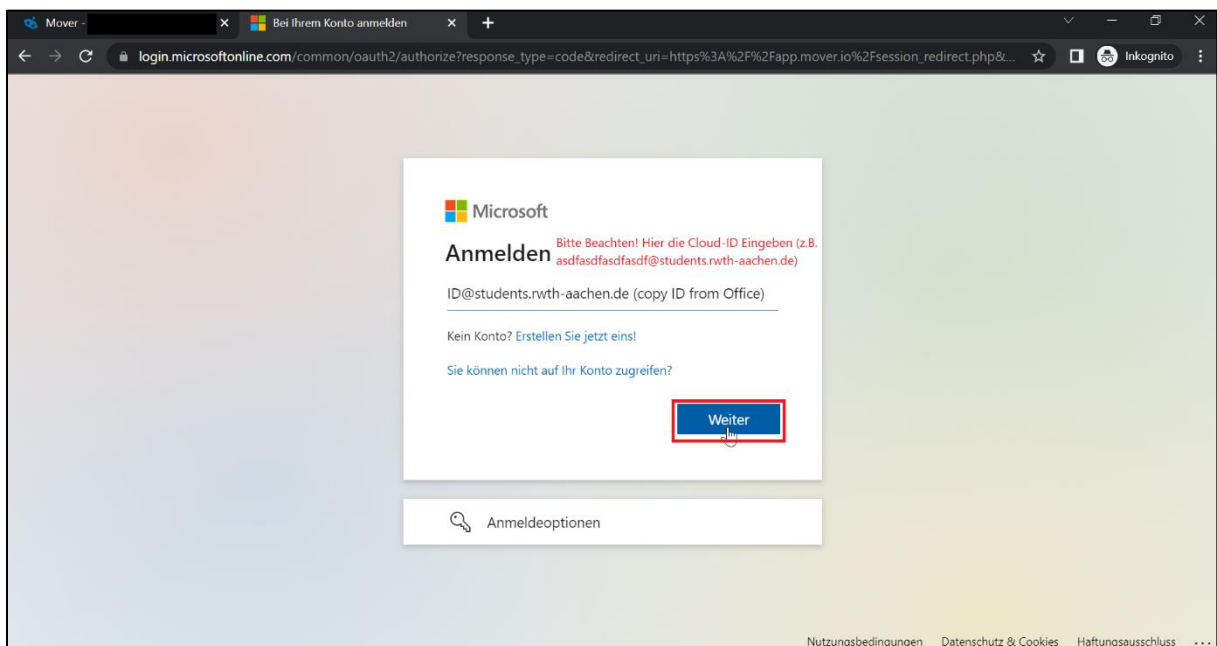 Mover -
Bei Ihrem Konto anmelden
login.microsoftonline.com/common/oauth2/authorize?response_type=code&redirect_uri=https%3A%2F%2Fapp.mover.io%2Fsession_redirect.php&...
Inkognito
Microsoft
Anmelden
Bitte Beachten! Hier die Cloud-ID Eingeben (z.B.
asdfasdfasdfasdf@students.rwth-aachen.de)
ID@students.rwth-aachen.de (copy ID from Office)
Kein Konto? Erstellen Sie jetzt eins!
Sie können nicht auf Ihr Konto zugreifen?
Weiter
Anmeldeoptionen
Nutzungsbedingungen Datenschutz & Cookies Haftungsausschluss ...